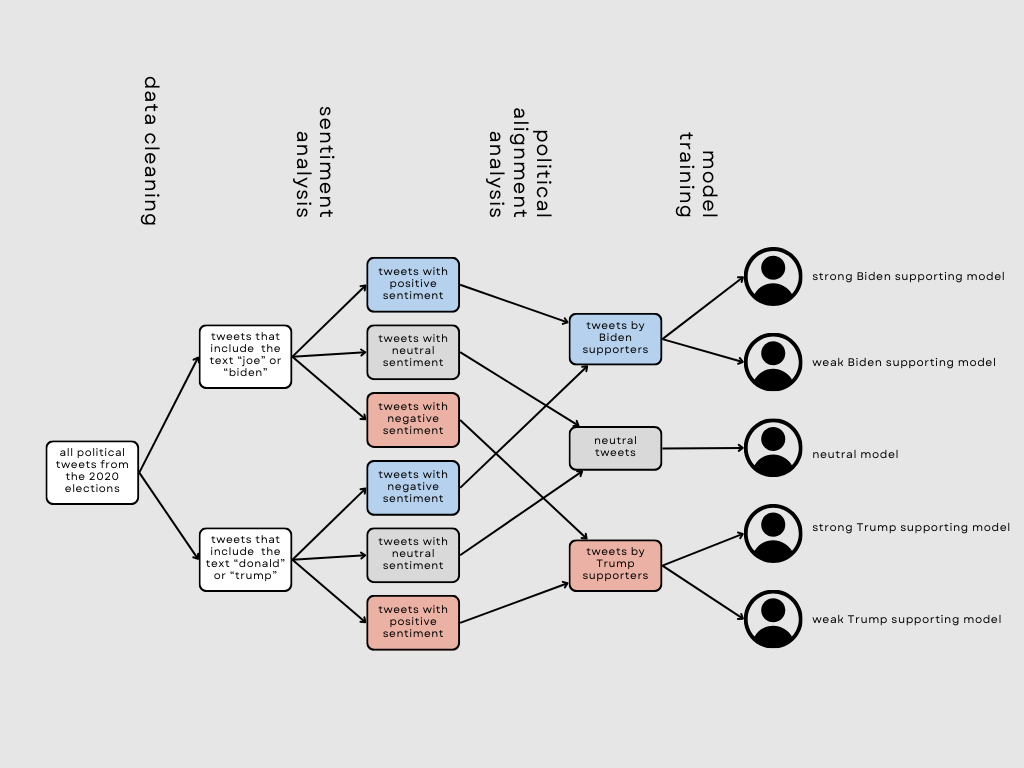 data cleaning
sentiment
analysis
political
alignment
analysis
model
training
all political
tweets from
the 2020
elections
tweets that
include the
text “joe” or
“biden”
tweets that
include the
text “donald”
or “trump”
tweets with
positive
sentiment
tweets with
neutral
sentiment
tweets with
negative
sentiment
tweets with
negative
sentiment
tweets with
neutral
sentiment
tweets with
positive
sentiment
tweets by
Biden
supporters
neutral
tweets
tweets by
Trump
supporters
strong Biden supporting model
weak Biden supporting model
neutral model
strong Trump supporting model
weak Trump supporting model